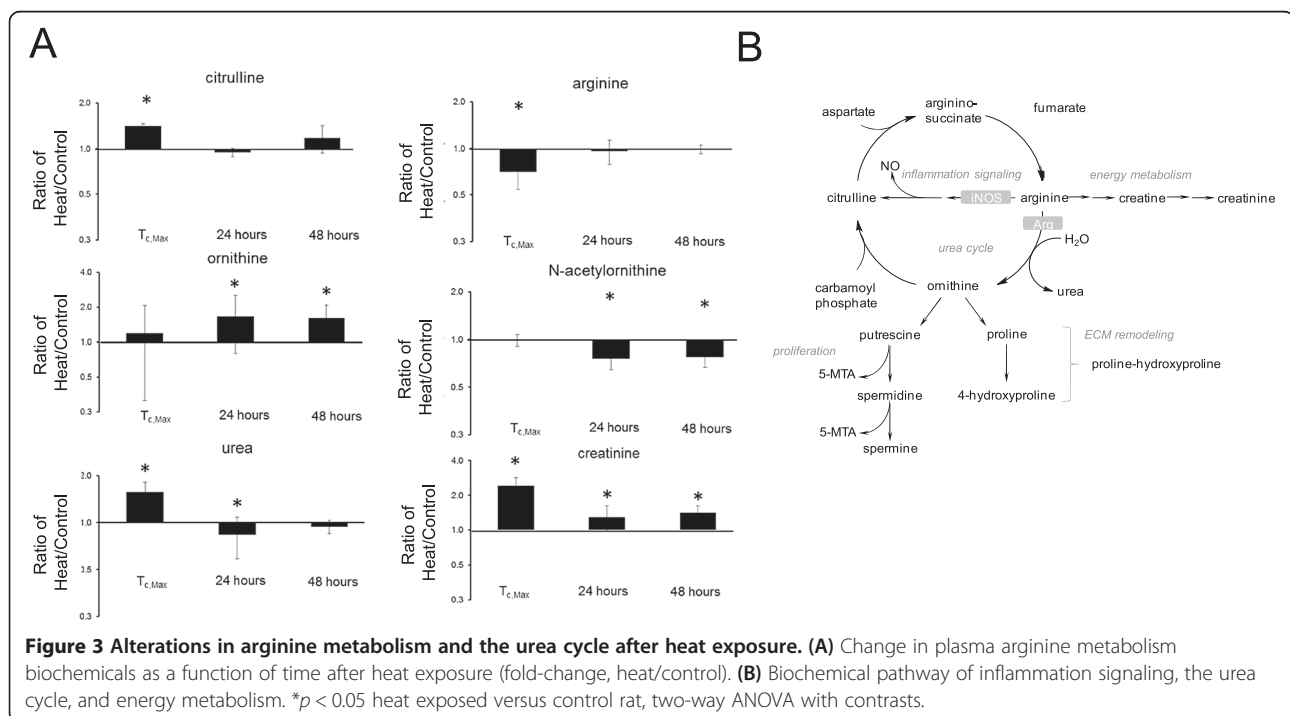 A
citrulline
*
2.0
1.0
0.5
0.3
Ratio of
Heat/Control
Tc,Max
24 hours
48 hours
arginine
*
2.0
1.0
0.5
0.3
Ratio of
Heat/Control
Tc,Max
24 hours
48 hours
ornithine
* *
4.0
2.0
1.0
0.5
0.3
Ratio of
Heat/Control
Tc,Max
24 hours
48 hours
N-acetylornithine
* *
2.0
1.0
0.5
0.3
Ratio of
Heat/Control
Tc,Max
24 hours
48 hours
urea
* *
2.0
1.0
0.5
0.3
Ratio of
Heat/Control
Tc,Max
24 hours
48 hours
creatinine
* * *
4.0
2.0
1.0
0.5
0.3
Ratio of
Heat/Control
Tc,Max
24 hours
48 hours
B
aspartate
arginino-
succinate
fumarate
NO
inflammation signaling
energy metabolism
citrulline
iNOS
arginine
creatine
creatinine
Arg
H2O
urea cycle
carbamoyl
phosphate
ornithine
urea
putrescine
proline
ECM remodeling
proliferation
proline-hydroxyproline
5-MTA
spermidine
4-hydroxyproline
5-MTA
spermine
Figure 3 Alterations in arginine metabolism and the urea cycle after heat exposure. (A) Change in plasma arginine metabolism
biochemicals as a function of time after heat exposure (fold-change, heat/control). (B) Biochemical pathway of inflammation signaling, the urea
cycle, and energy metabolism. *p < 0.05 heat exposed versus control rat, two-way ANOVA with contrasts.